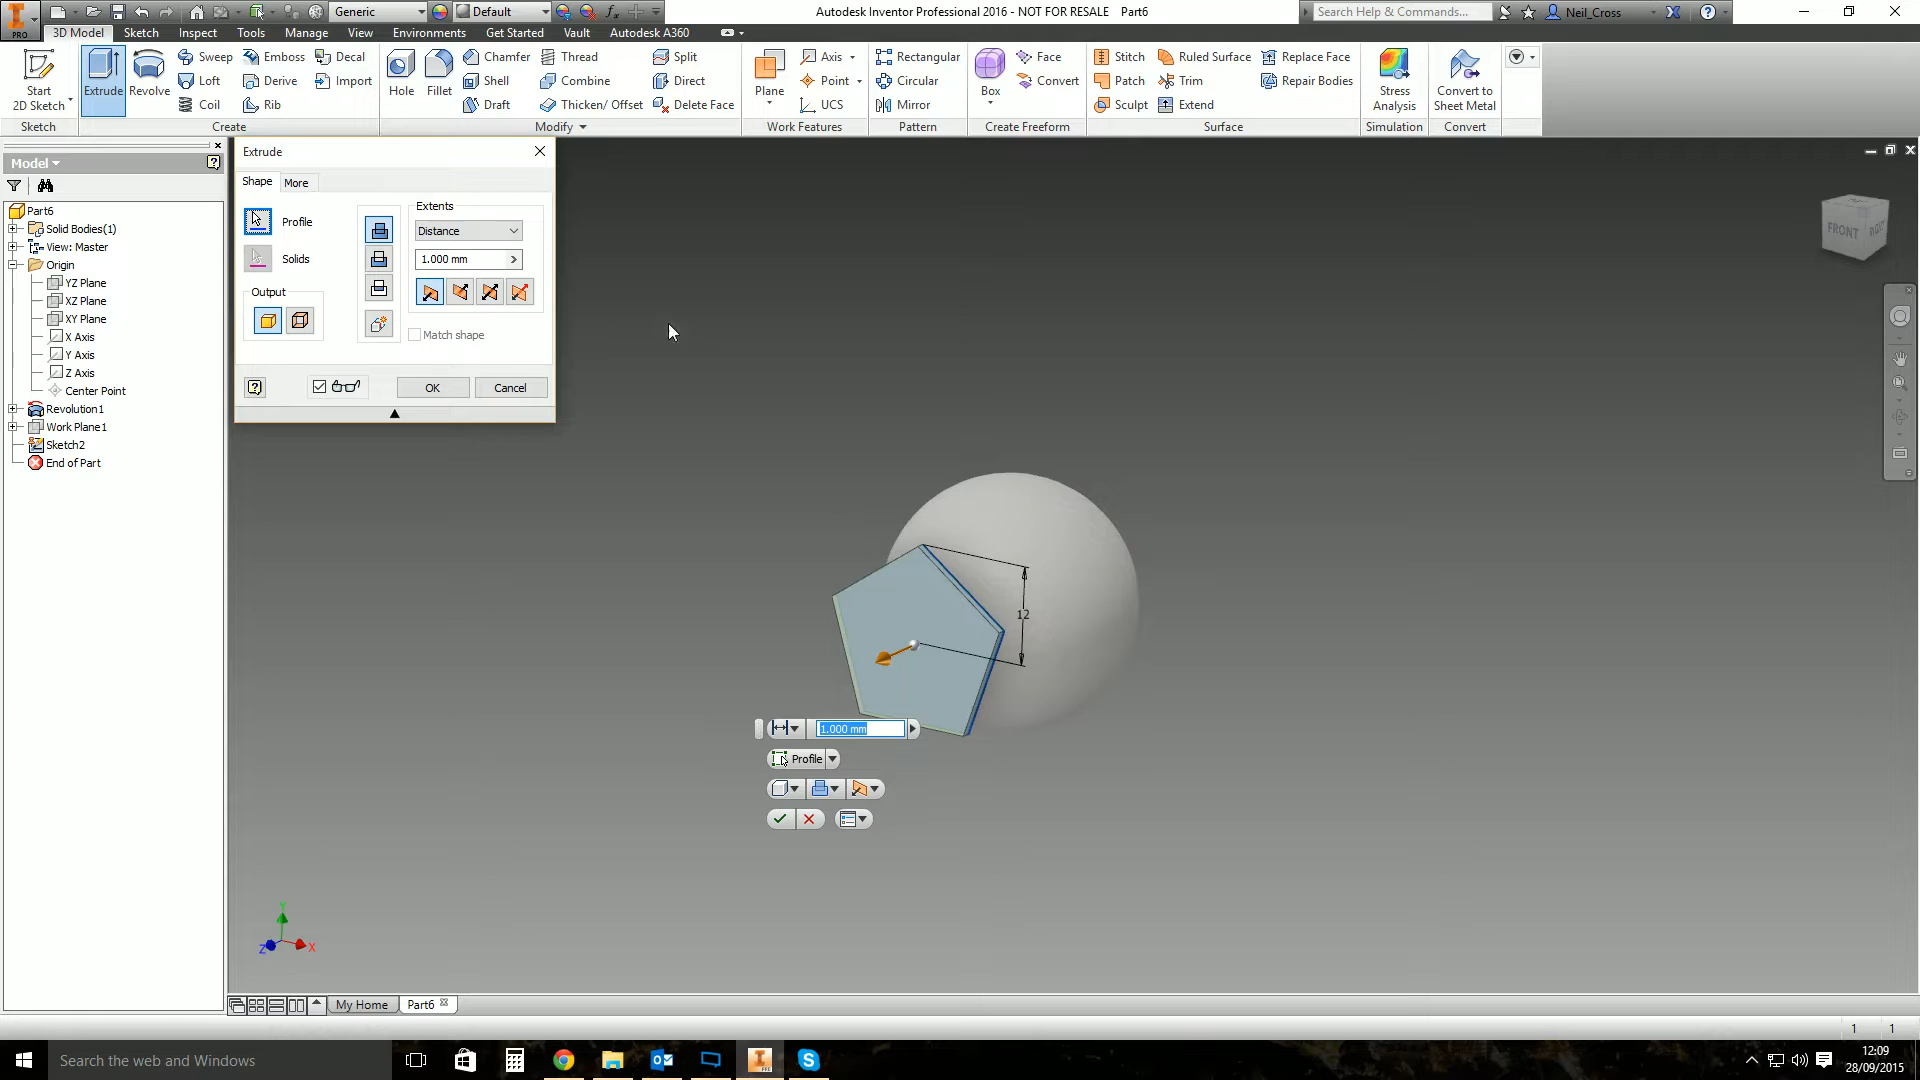 Generic
Default
Autodesk Inventor Professional 2016 - NOT FOR RESALE Part6
Search Help & Commands...
Neil_Cross
PRO
3D Model
Sketch
Inspect
Tools
Manage
View
Environments
Get Started
Vault
Autodesk A360
Start
2D Sketch
Extrude
Revolve
Sweep
Loft
Coil
Emboss
Derive
Rib
Decal
Import
Hole
Fillet
Chamfer
Shell
Draft
Thread
Combine
Thicken/ Offset
Split
Direct
Delete Face
Plane
Axis
Point
UCS
Rectangular
Circular
Mirror
Box
Face
Convert
Stitch
Patch
Sculpt
Ruled Surface
Trim
Extend
Replace Face
Repair Bodies
Stress
Analysis
Convert to
Sheet Metal
Sketch
Create
Modify
Work Features
Pattern
Create Freeform
Surface
Simulation
Convert
Model
Part6
Solid Bodies(1)
View: Master
Origin
YZ Plane
XZ Plane
XY Plane
X Axis
Y Axis
Z Axis
Center Point
Revolution1
Work Plane1
Sketch2
End of Part
Extrude
Shape
More
Profile
Solids
Output
Extents
Distance
1.000 mm
Match shape
OK
Cancel
FRONT
RIGHT
12
1.000 mm
Profile
Y
Z
X
My Home
Part6
1
1
Search the web and Windows
12:09
28/09/2015